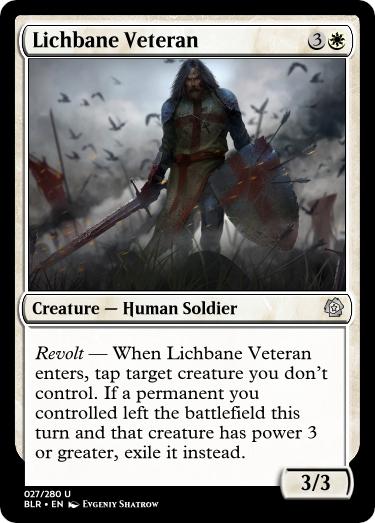 Lichbane Veteran 3
Creature — Human Soldier
Revolt — When Lichbane Veteran
enters, tap target creature you don't
control. If a permanent you
controlled left the battlefield this
turn and that creature has power 3
or greater, exile it instead.
3/3
027/280 U
BLR • EN Evgeniy Shatrow